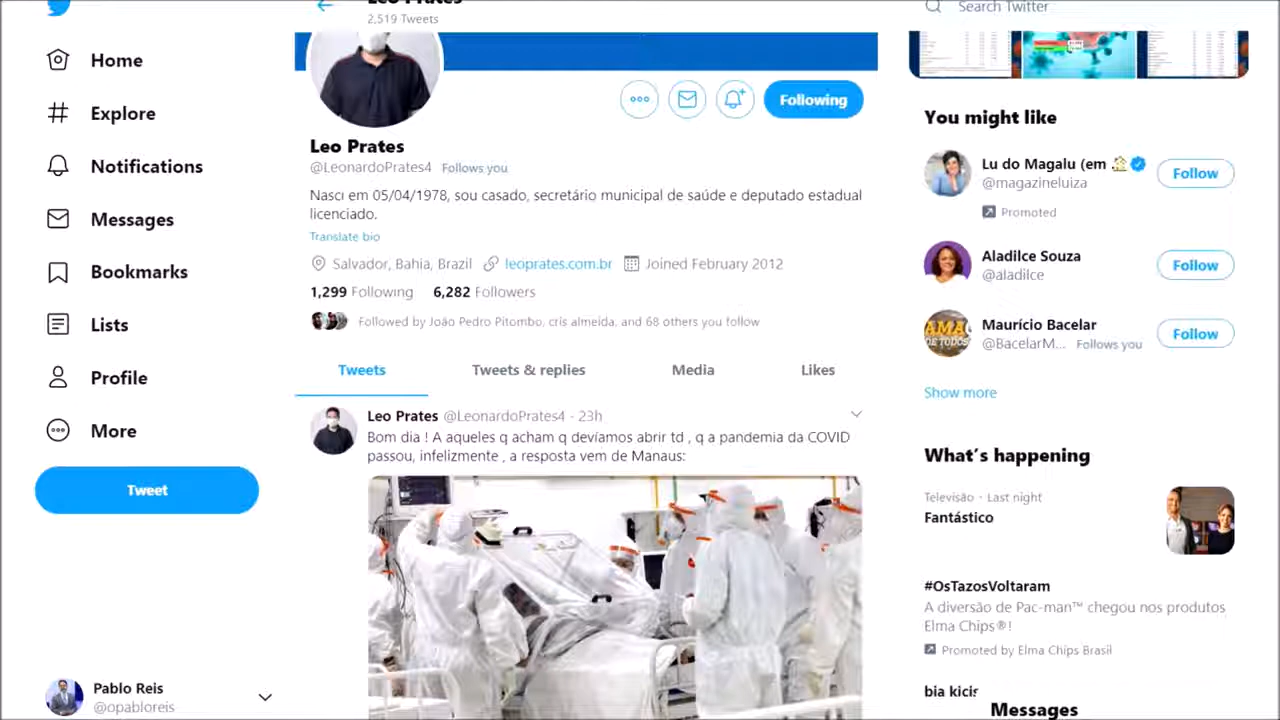 Home
Explore
Notifications
Messages
Bookmarks
Lists
Profile
More
Tweet
Pablo Reis
@opabloreis
Leo Prates
2,519 Tweets
Following
Leo Prates
@LeonardoPrates4 Follows you
Nasci em 05/04/1978, sou casado, secretário municipal de saúde e deputado estadual
licenciado.
Translate bio
Salvador, Bahia, Brazil leoprates.com.br Joined February 2012
1,299 Following 6,282 Followers
Followed by João Pedro Pitombo, cris almeida, and 68 others you follow
Tweets Tweets & replies Media Likes
Leo Prates @LeonardoPrates4 · 23h
Bom dia ! A aqueles q acham q devíamos abrir td , q a pandemia da COVID
passou, infelizmente , a resposta vem de Manaus:
Search Twitter
You might like
Lu do Magalu (em
@magazineluiza
Follow
Promoted
Aladilce Souza
@aladilce
Follow
AMA
DE TODOS
Maurício Bacelar
@BacelarM... Follows you
Follow
Show more
What's happening
Televisão · Last night
Fantástico
#OsTazosVoltaram
A diversão de Pac-man™ chegou nos produtos
Elma Chips®!
Promoted by Elma Chips Brasil
bia kicis
Messages